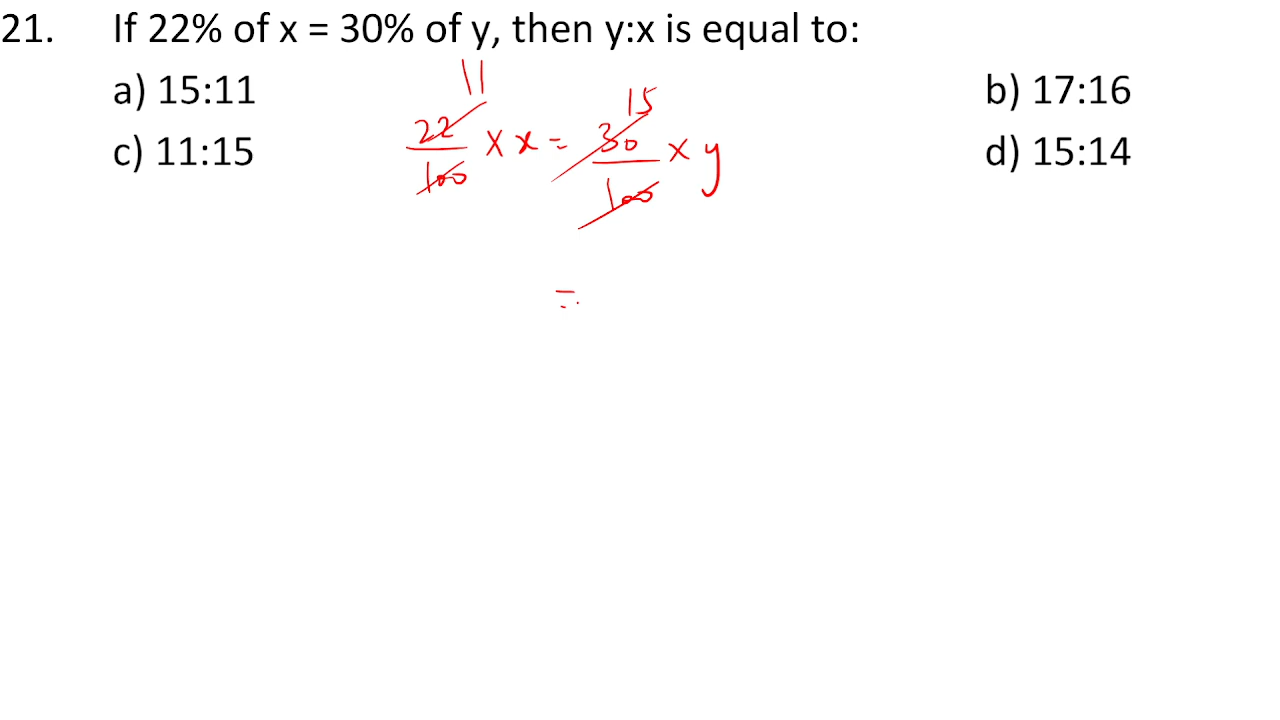 21. If 22% of x = 30% of y, then y:x is equal to:
a) 15:11 b) 17:16
c) 11:15 d) 15:14
11 15
22/100 × x = 30/100 × y
=